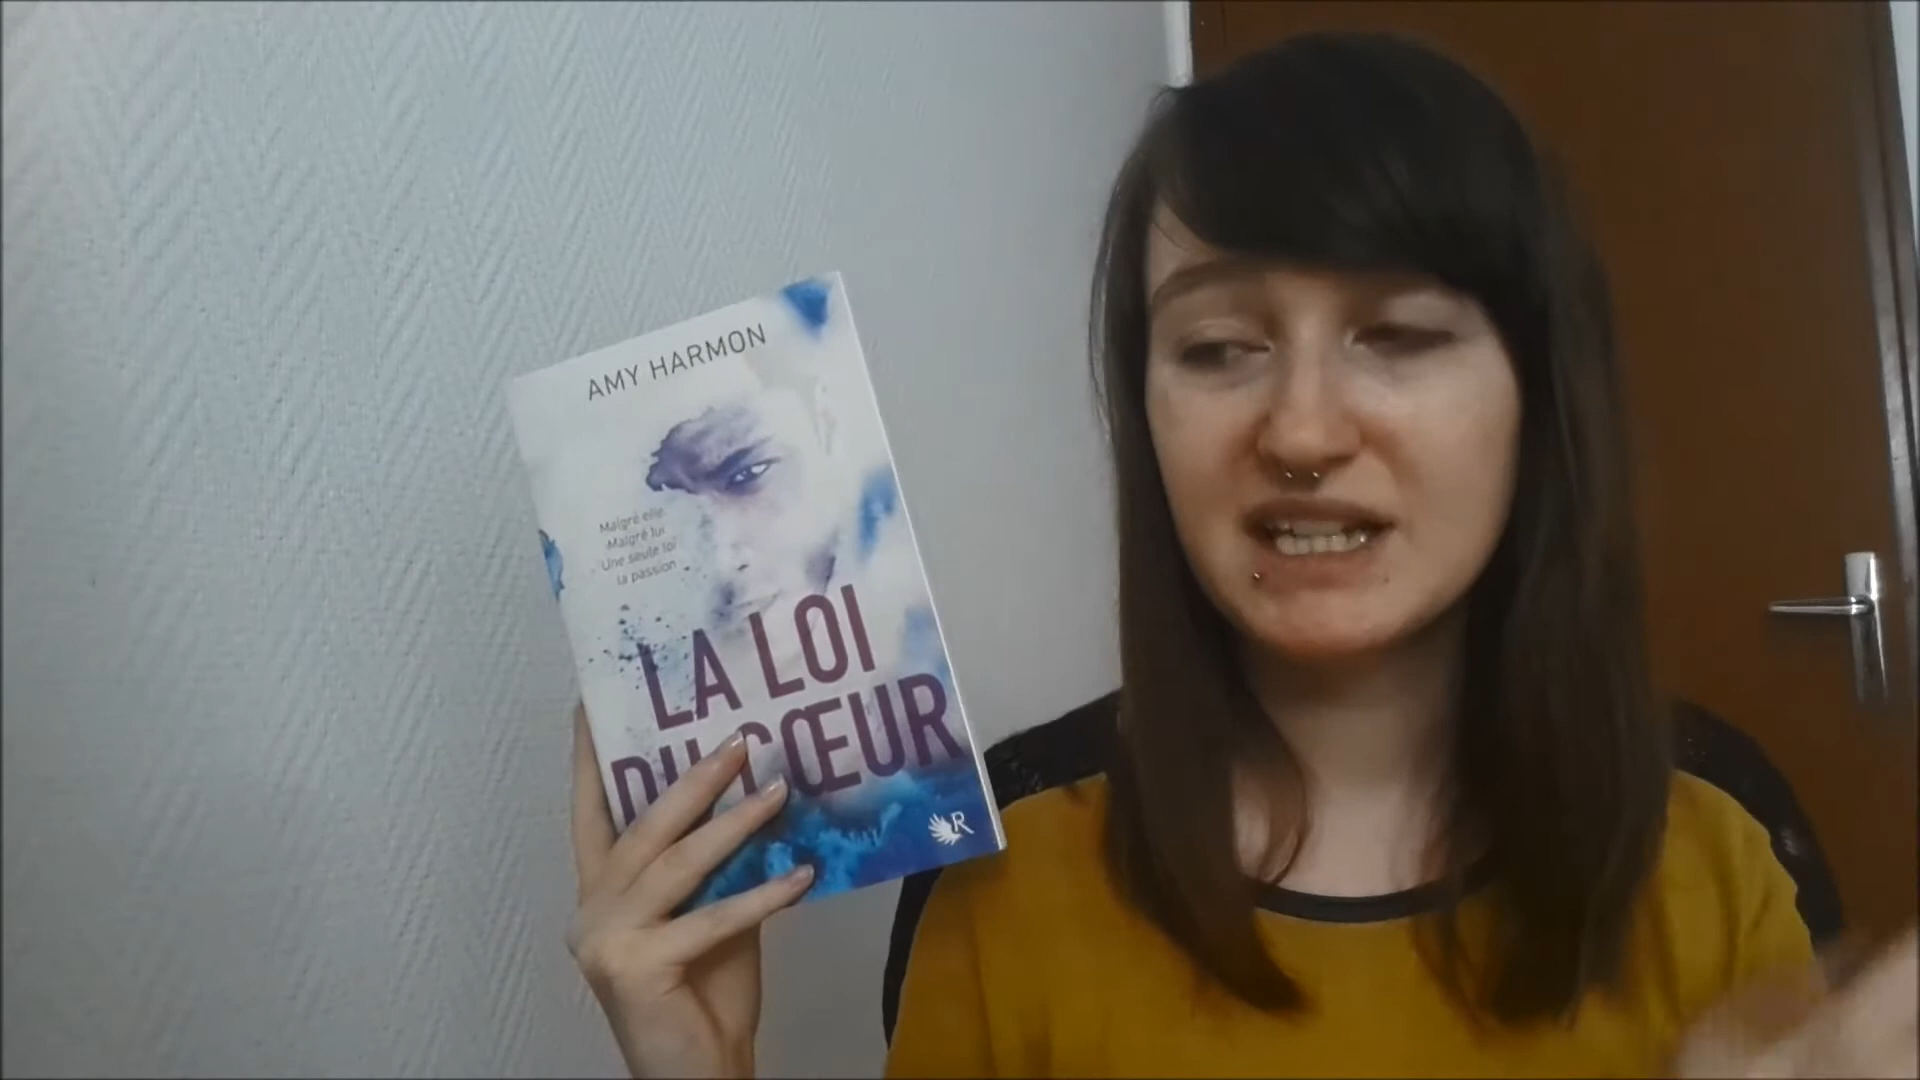 AMY HARMON
Malgré elle
Malgré lui
Une seule loi
la passion
LA LOI
DU CŒUR
R